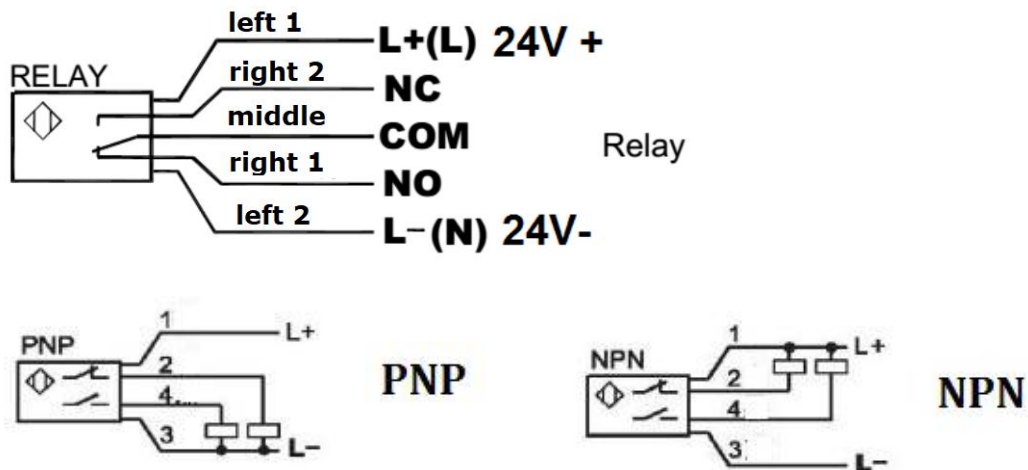 left 1
L+(L) 24V +
RELAY
right 2
NC
middle
COM
Relay
right 1
NO
left 2
L-(N) 24V-
PNP
1
L+
2
4....
3
L-
PNP
NPN
1
L+
2
4
3
L-
NPN